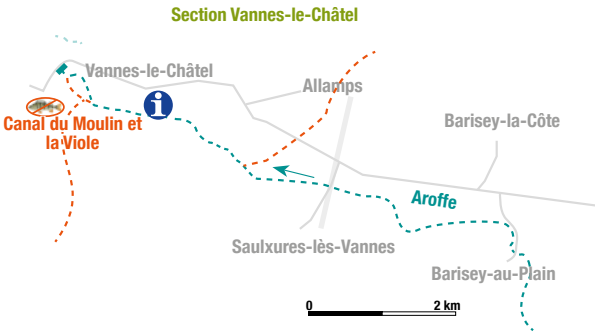 Section Vannes-le-Châtel
Vannes-le-Châtel
Allamps
i
Canal du Moulin et
la Viole
Barisey-la-Côte
Aroffe
Saulxures-lès-Vannes
Barisey-au-Plain
0 2 km